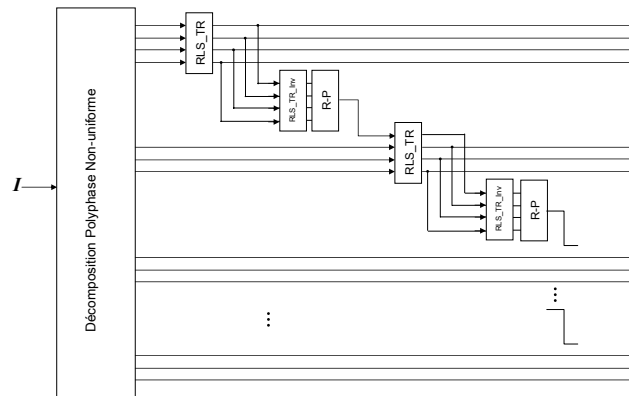 I
Décomposition Polyphase Non-uniforme
RLS_TR
RLS_TR_Inv
R-P
RLS_TR
RLS_TR_Inv
R-P
...
...